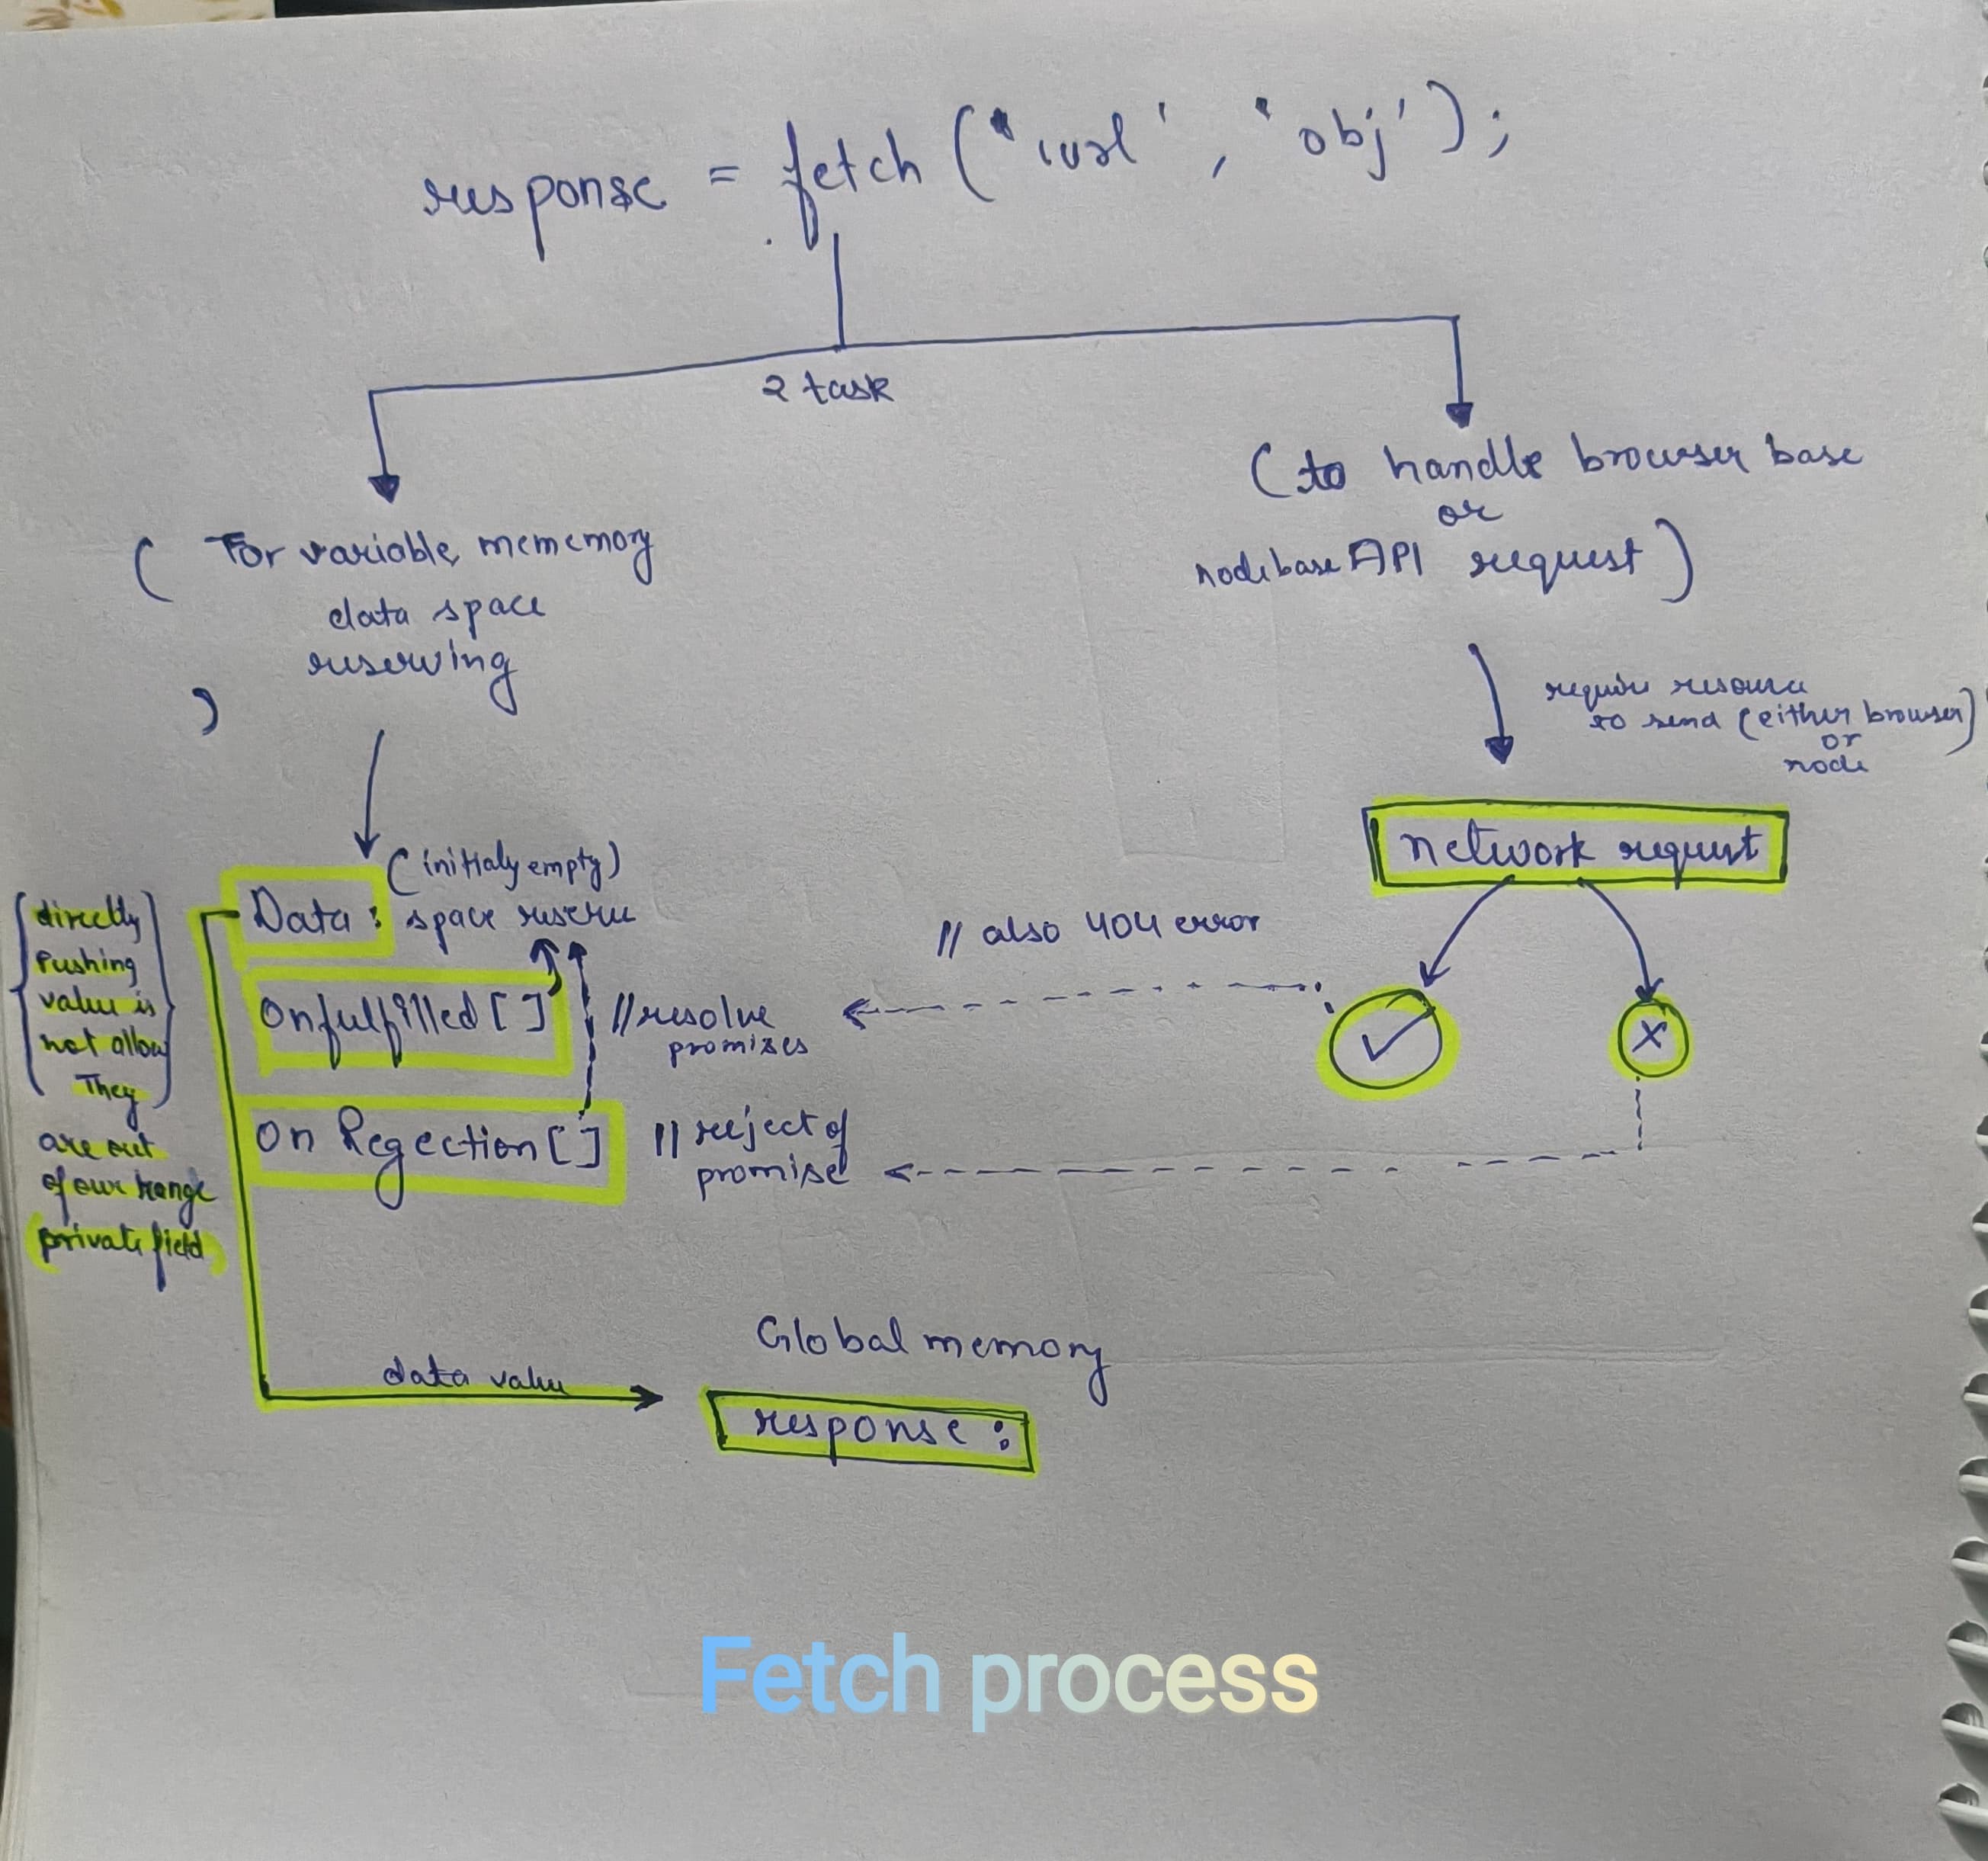 response = fetch ('url', 'obj');
2 task
( For variable, mememory
data space
reserving
)
(to handle browser base
or
nodebase API request)
require resource
to send (either browser)
or
node
network request
(initialy empty)
Data: space reserve
Onfulfilled []
//resolve
promises
On Regection []
// reject of
promise
// also 404 error
✓
X
{directly
Pushing
value is
not allow
They}
are out
of our range
(private field)
data value
Global memory
response:
Fetch process